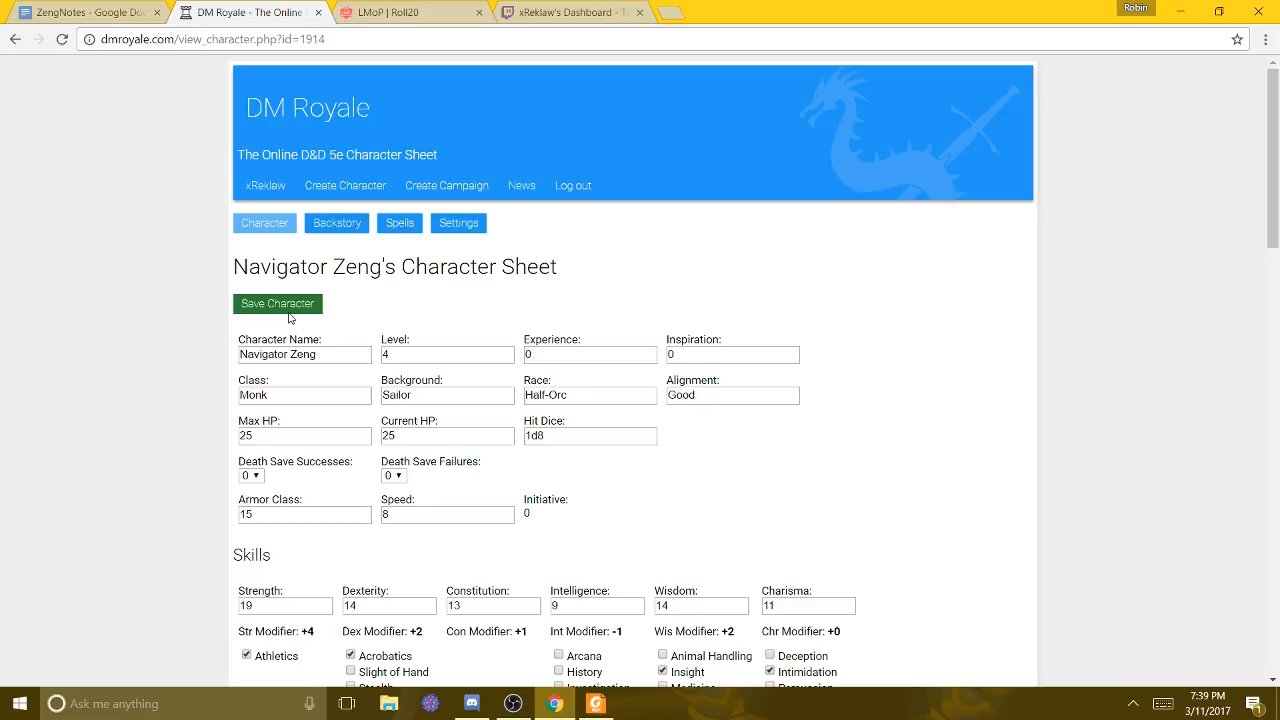 ZengNotes - Google Do
DM Royale - The Online
LMoP | Roll20
xReklaw's Dashboard - T
Robin
dmroyale.com/view_character.php?id=1914
DM Royale
The Online D&D 5e Character Sheet
xReklaw Create Character Create Campaign News Log out
Character Backstory Spells Settings
Navigator Zeng's Character Sheet
Save Character
Character Name: Level: Experience: Inspiration:
Navigator Zeng 4 0 0
Class: Background: Race: Alignment:
Monk Sailor Half-Orc Good
Max HP: Current HP: Hit Dice:
25 25 1d8
Death Save Successes: Death Save Failures:
0 0
Armor Class: Speed: Initiative:
15 8 0
Skills
Strength: Dexterity: Constitution: Intelligence: Wisdom: Charisma:
19 14 13 9 14 11
Str Modifier: +4 Dex Modifier: +2 Con Modifier: +1 Int Modifier: -1 Wis Modifier: +2 Chr Modifier: +0
Athletics Acrobatics Arcana Animal Handling Deception
Slight of Hand History Insight Intimidation
Ask me anything
7:39 PM
3/11/2017